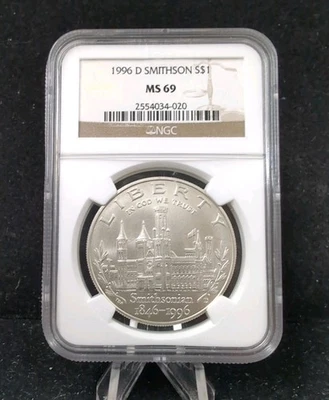 1996 D SMITHSON S$1
MS 69
2554034-020
NGC
LIBERTY
IN GOD WE TRUST
Smithsonian
1846-1996